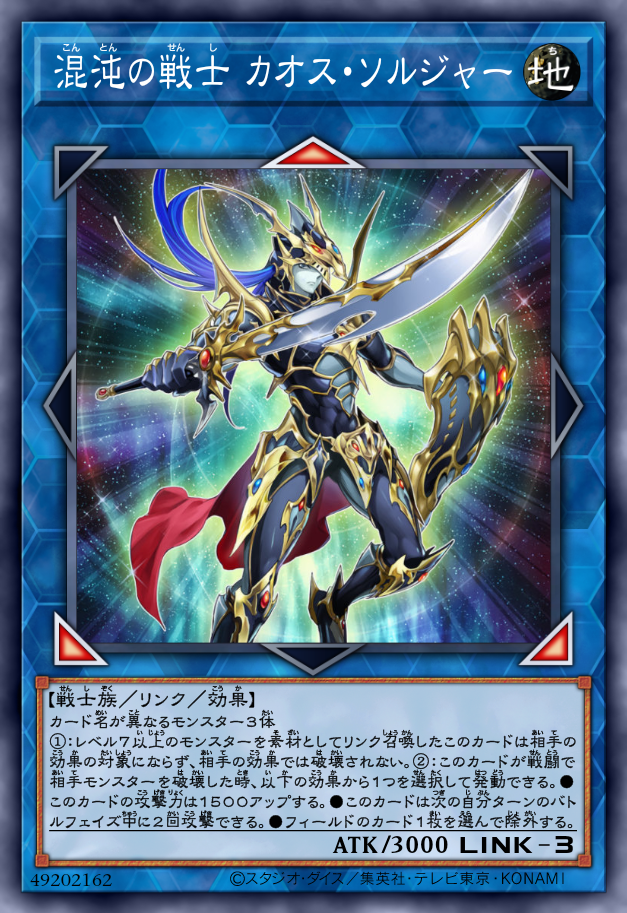 混沌の戦士 カオス・ソルジャー 地
【戦士族／リンク／効果】
カード名が異なるモンスター３体
①：レベル７以上のモンスターを素材としてリンク召喚したこのカードは相手の
効果の対象にならず、相手の効果では破壊されない。②：このカードが戦闘で
相手モンスターを破壊した時、以下の効果から１つを選択して発動できる。●
このカードの攻撃力は１５００アップする。●このカードは次の自分ターンのバト
ルフェイズ中に２回攻撃できる。●フィールドのカード１枚を選んで除外する。
ATK/3000 LINK-3
49202162 ©スタジオ・ダイス／集英社・テレビ東京・KONAMI